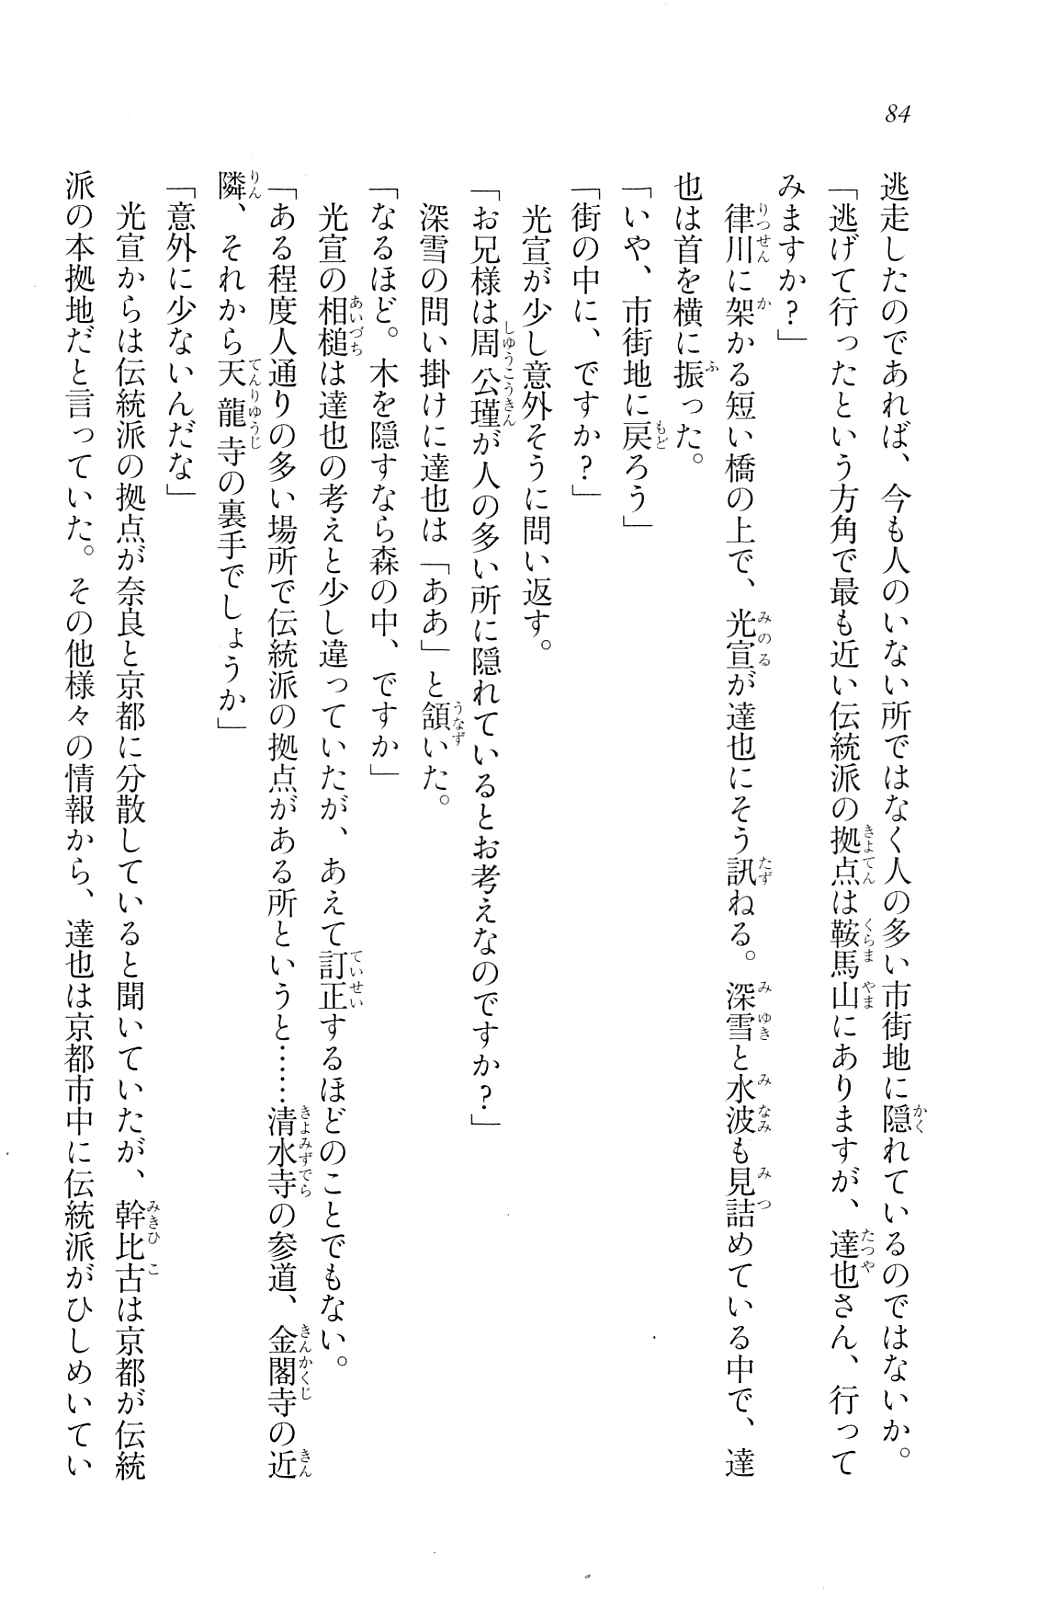 84
逃走したのであれば、今も人のいない所ではなく人の多い市街地に隠れているのではないか。
「逃げて行ったという方角で最も近い伝統派の拠点は鞍馬山にありますが、達也さん、行って
みますか?」
律川に架かる短い橋の上で、光宣が達也にそう訊ねる。深雪と水波も見詰めている中で、達
也は首を横に振った。
「いや、市街地に戻ろう」
「街の中に、ですか?」
光宣が少し意外そうに問い返す。
「お兄様は周公瑾が人の多い所に隠れているとお考えなのですか?」
深雪の問い掛けに達也は「ああ」と頷いた。
「なるほど。木を隠すなら森の中、ですか」
光宣の相槌は達也の考えと少し違っていたが、あえて訂正するほどのことでもない。
「ある程度人通りの多い場所で伝統派の拠点がある所というと……清水寺の参道、金閣寺の近
隣、それから天龍寺の裏手でしょうか」
「意外に少ないんだな」
光宣からは伝統派の拠点が奈良と京都に分散していると聞いていたが、幹比古は京都が伝統
派の本拠地だと言っていた。その他様々の情報から、達也は京都市中に伝統派がひしめいてい